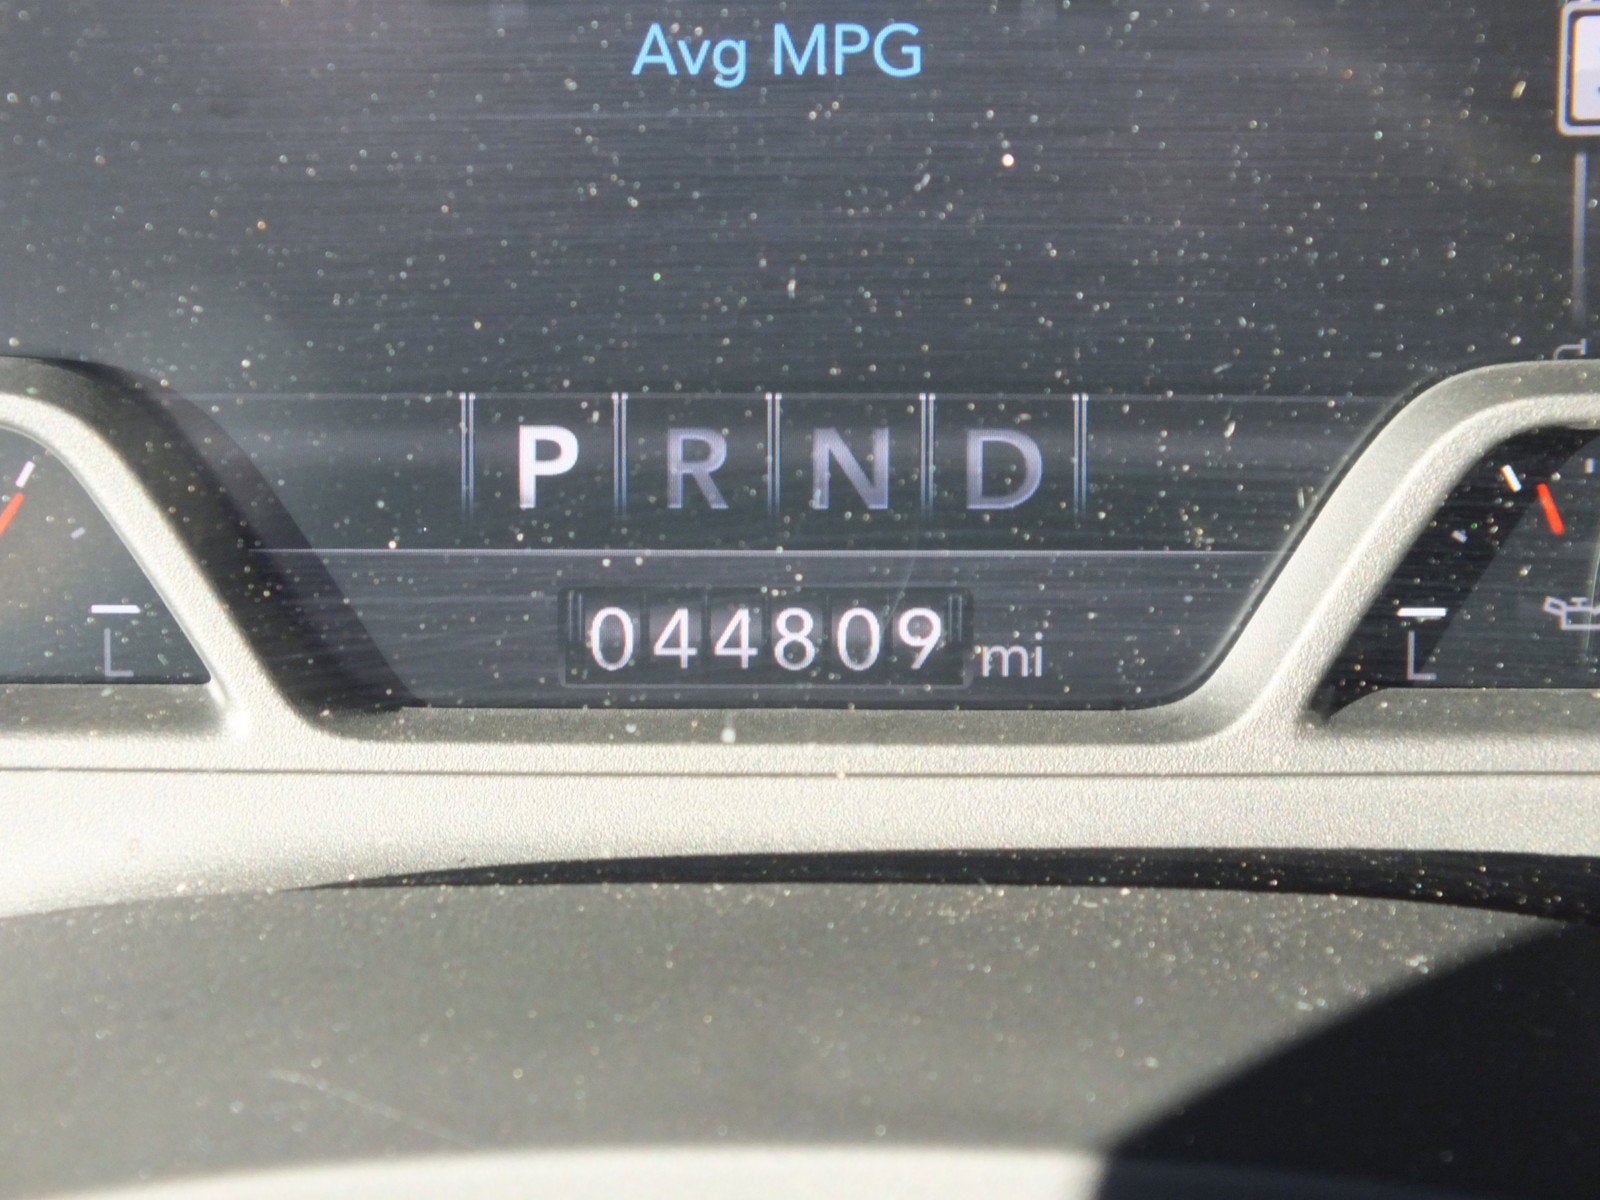 Avg MPG
P R N D
044809 mi
L L